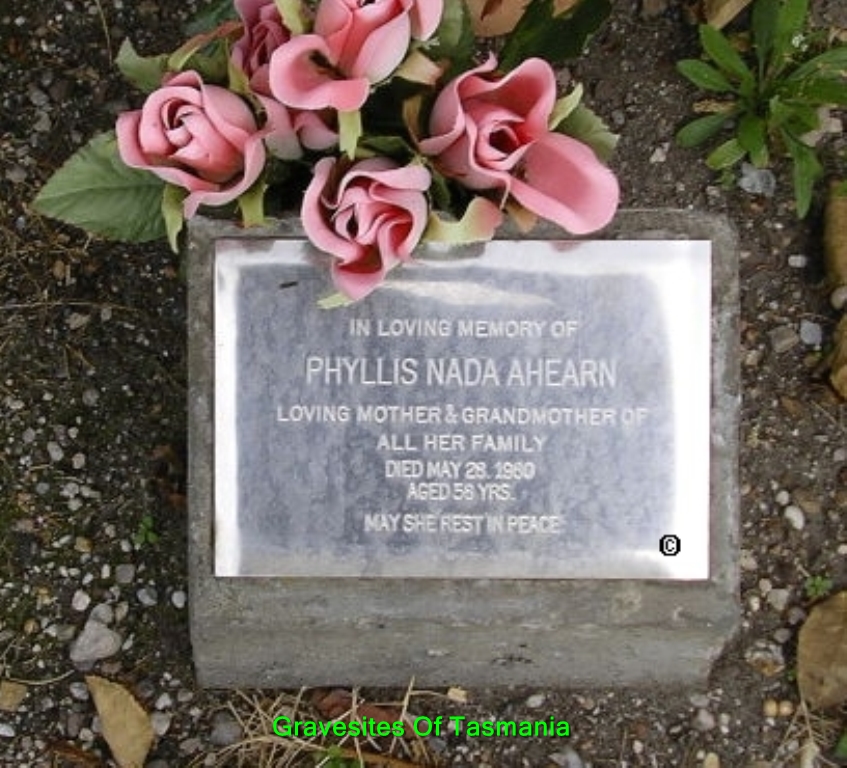 IN LOVING MEMORY OF
PHYLLIS NADA AHEARN
LOVING MOTHER & GRANDMOTHER OF
ALL HER FAMILY
DIED MAY 28. 1980
AGED 58 YRS.
MAY SHE REST IN PEACE
©
Gravesites Of Tasmania